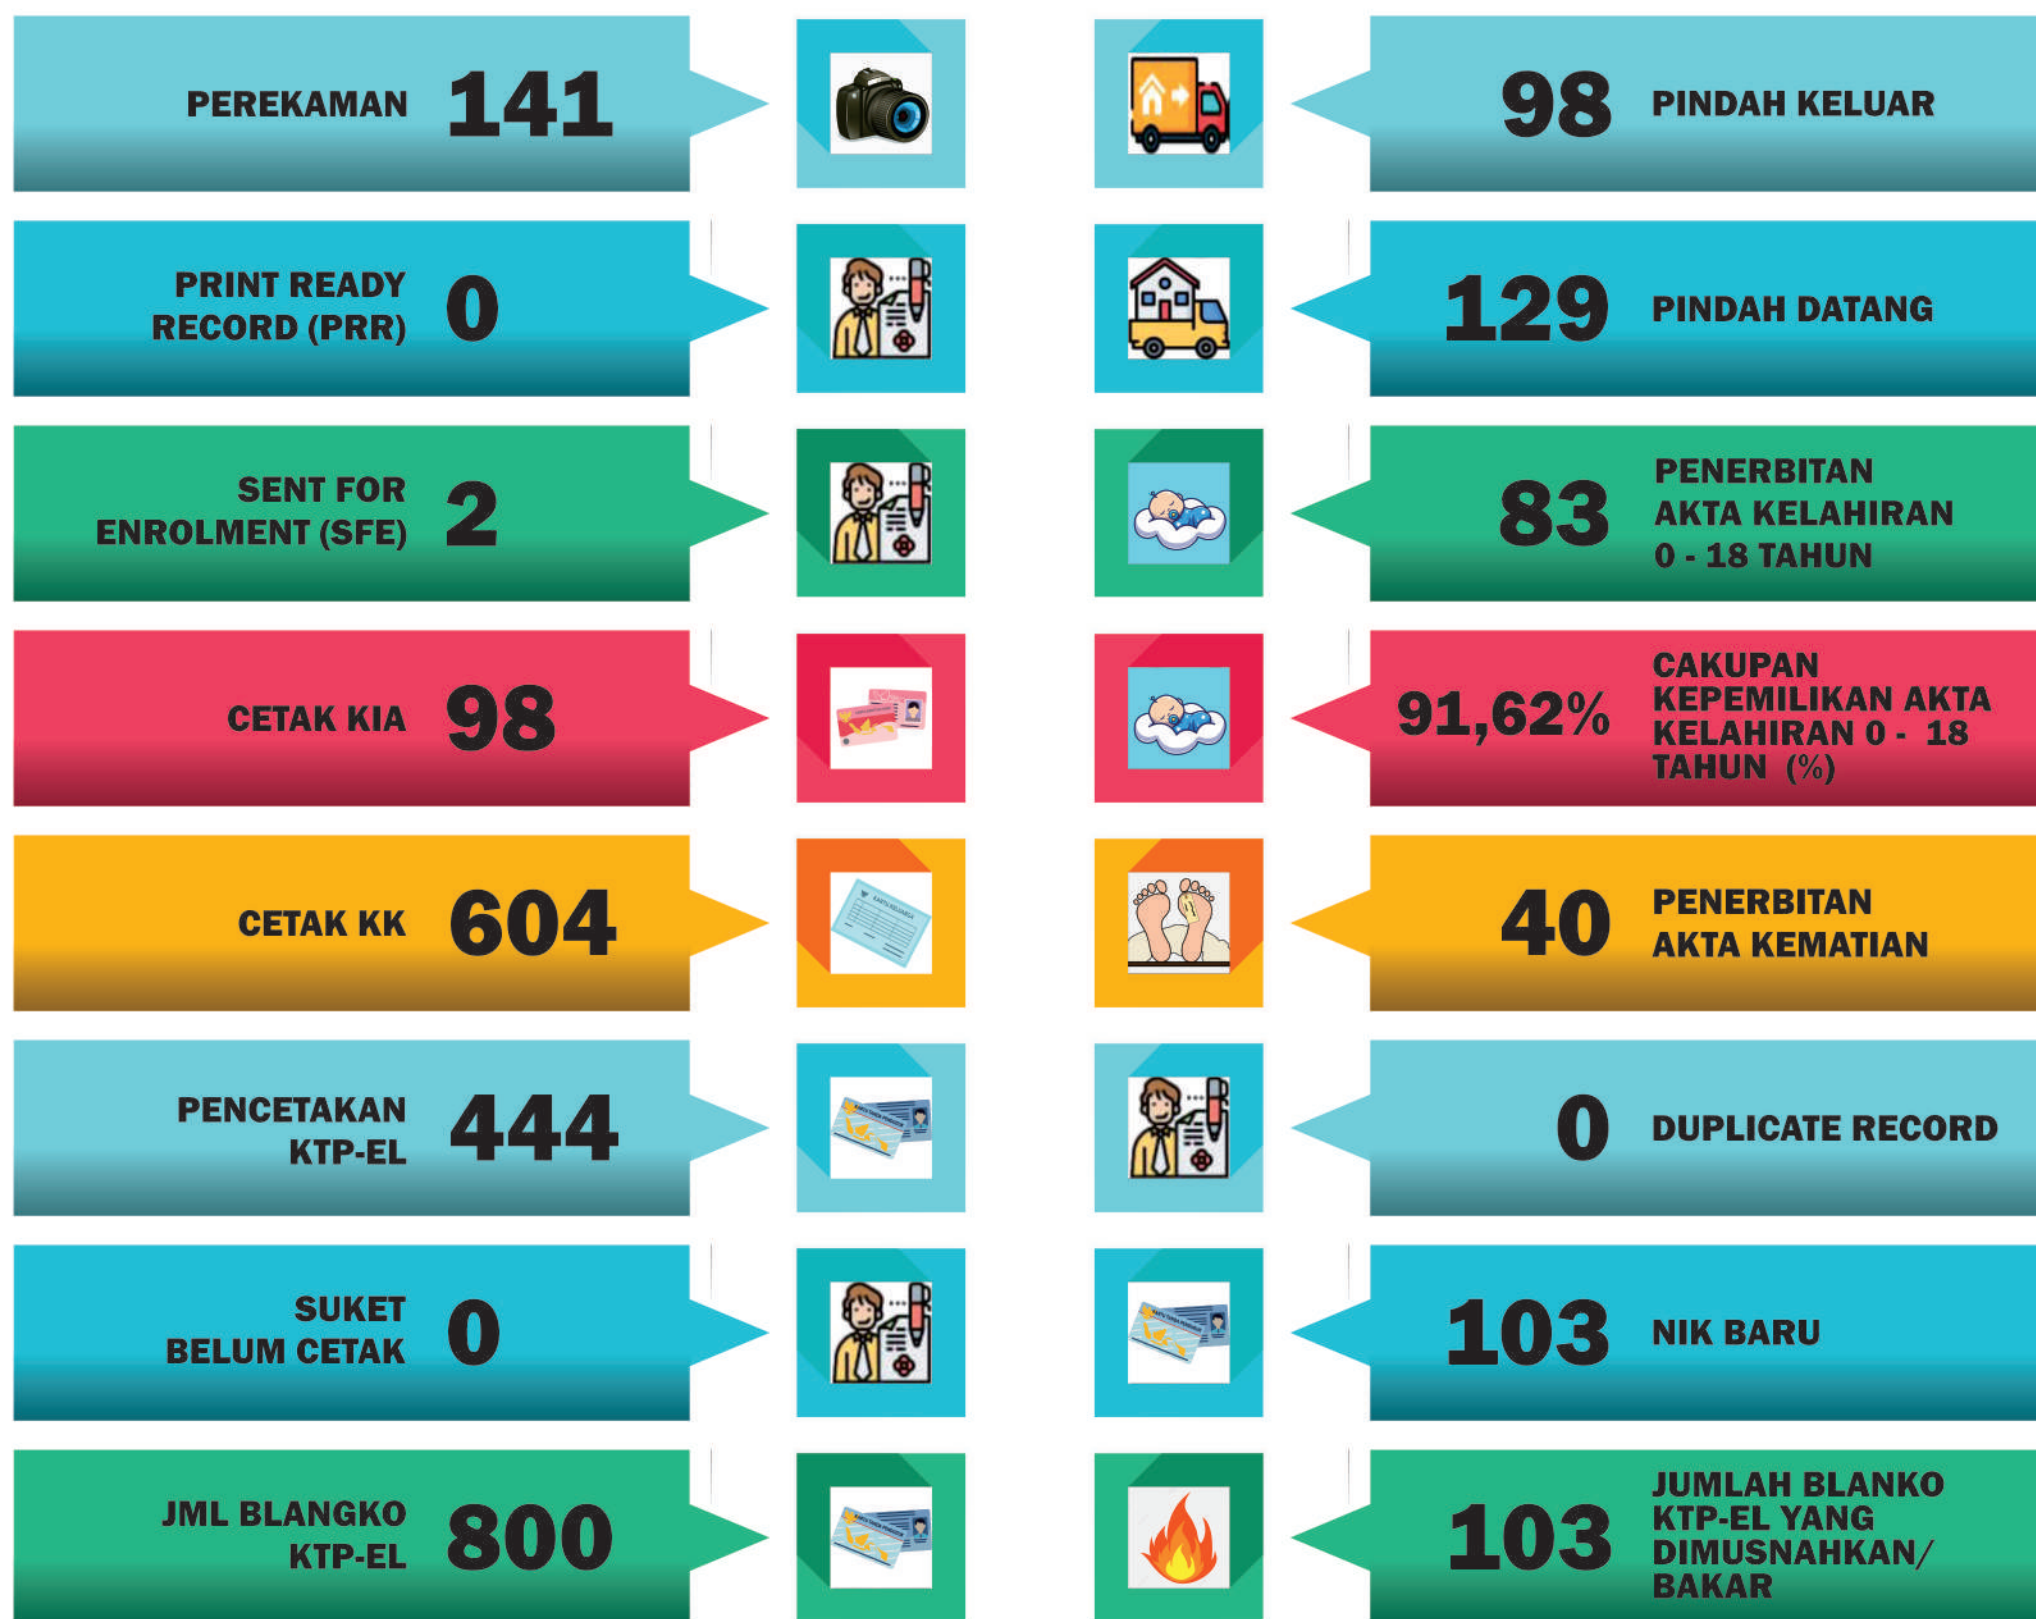 PEREKAMAN 141
98 PINDAH KELUAR
PRINT READY
RECORD (PRR) 0
129 PINDAH DATANG
SENT FOR
ENROLMENT (SFE) 2
83 PENERBITAN
AKTA KELAHIRAN
0 - 18 TAHUN
CETAK KIA 98
91,62% CAKUPAN
KEPEMILIKAN AKTA
KELAHIRAN 0 - 18
TAHUN (%)
CETAK KK 604
KARTU KELUARGA
40 PENERBITAN
AKTA KEMATIAN
PENCETAKAN
KTP-EL 444
0 DUPLICATE RECORD
SUKET
BELUM CETAK 0
103 NIK BARU
JML BLANGKO
KTP-EL 800
103 JUMLAH BLANKO
KTP-EL YANG
DIMUSNAHKAN/
BAKAR